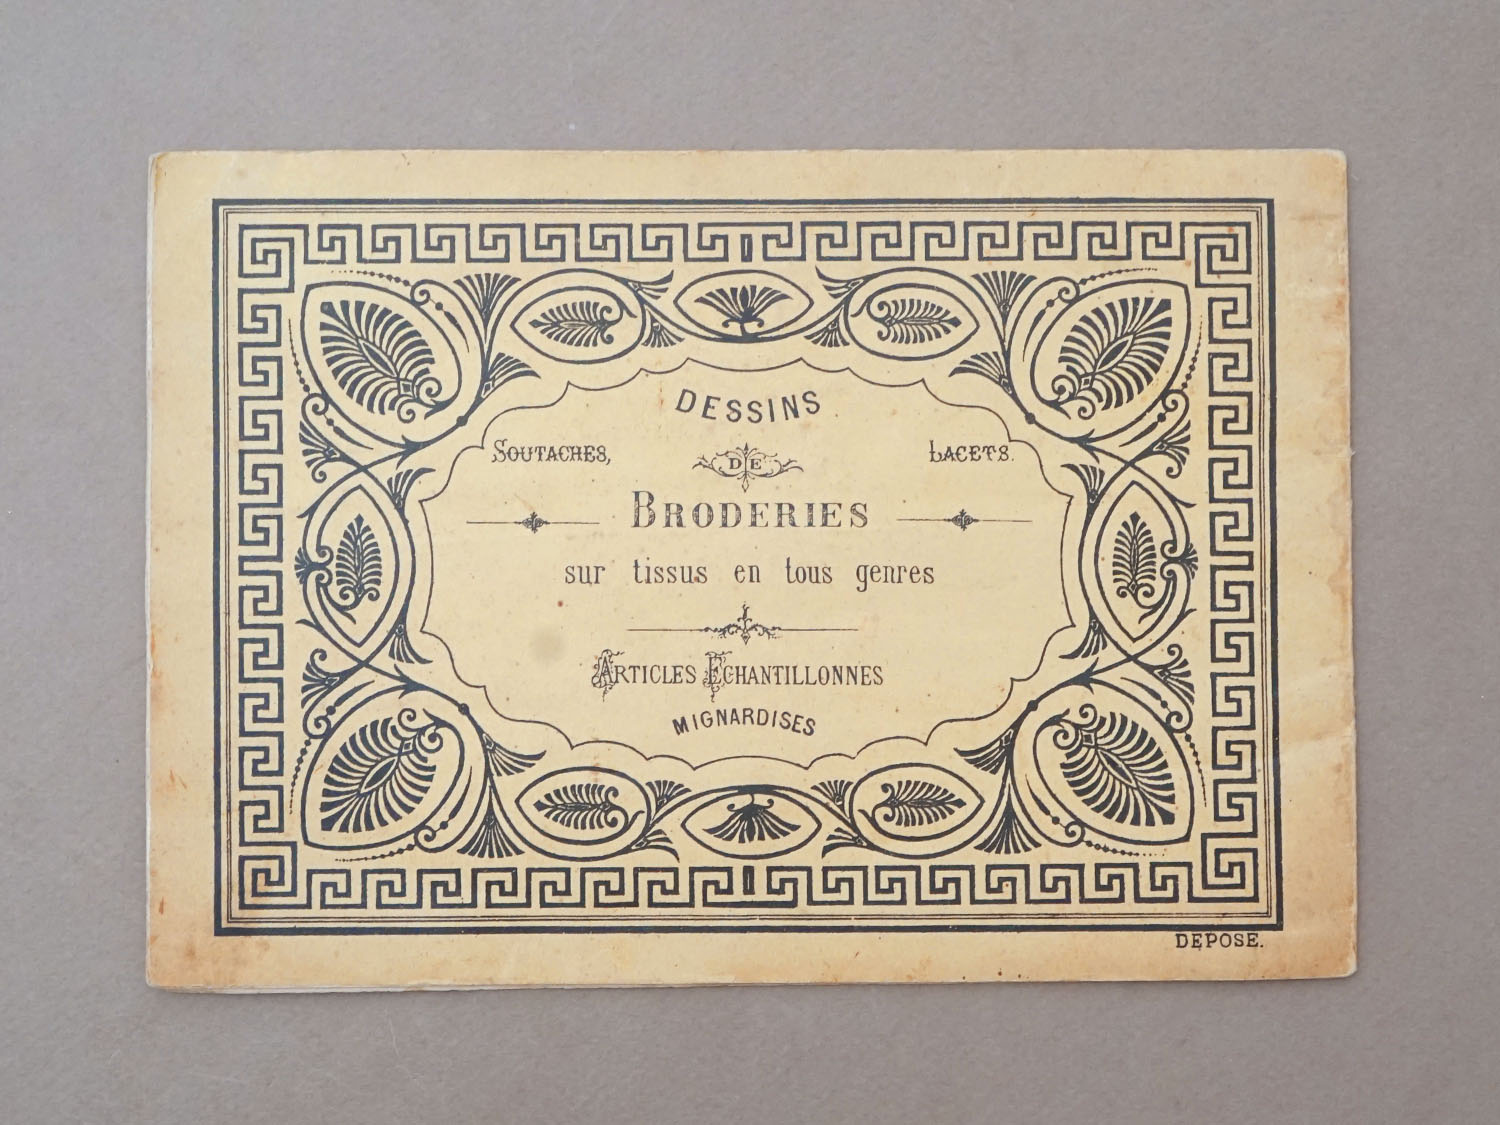 DESSINS
SOUTACHES, LACETS.
DE
BRODERIES
sur tissus en tous genres
ARTICLES ECHANTILLONNES
MIGNARDISES
DEPOSE.